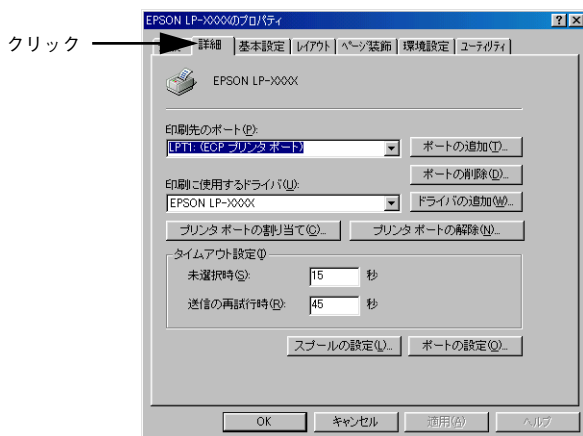 EPSON LP-XXXXのプロパティ
クリック
詳細 基本設定 レイアウト ページ装飾 環境設定 ユーティリティ
EPSON LP-XXXX
印刷先のポート(P):
LPT1: (ECP プリンタ ポート)
ポートの追加(T)...
ポートの削除(D)...
印刷に使用するドライバ(U):
EPSON LP-XXXX
ドライバの追加(W)...
プリンタ ポートの割り当て(C)... プリンタ ポートの解除(N)...
タイムアウト設定
未選択時(S): 15 秒
送信の再試行時(R): 45 秒
スプールの設定(L)... ポートの設定(O)...
OK キャンセル 適用(A) ヘルプ